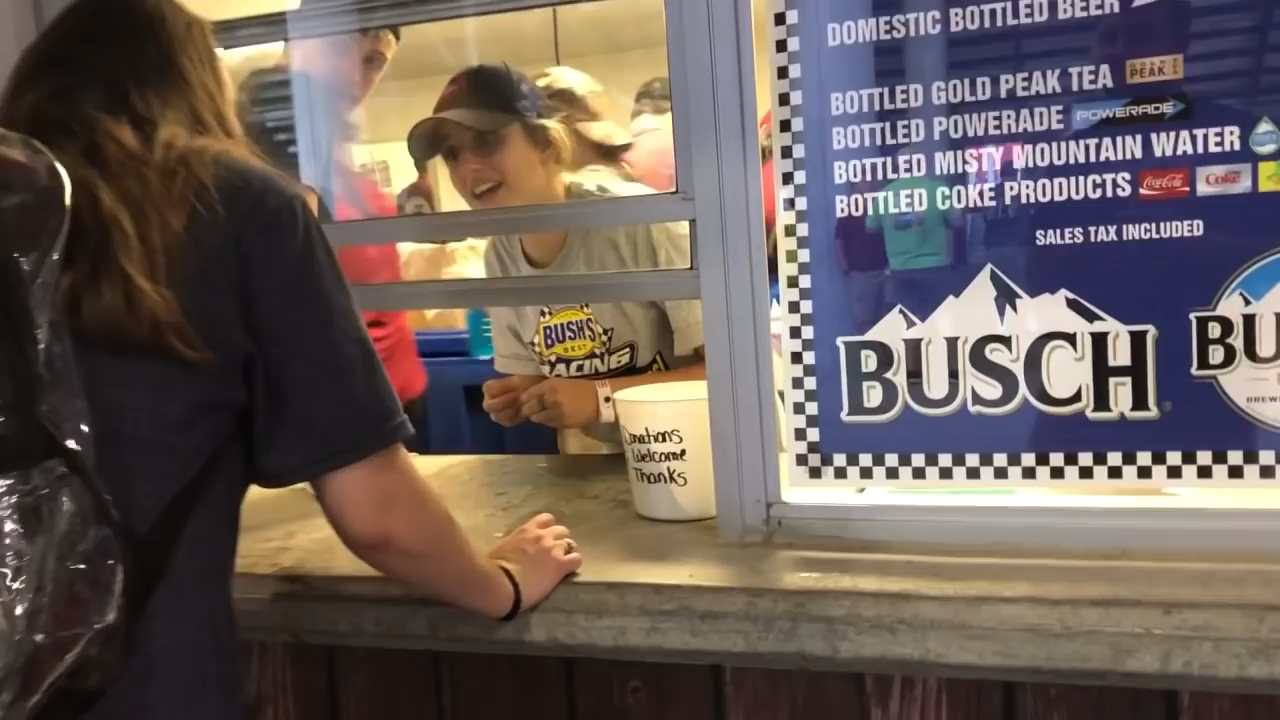 DOMESTIC BOTTLED BEER
BOTTLED GOLD PEAK TEA
GOLD PEAK
BOTTLED POWERADE
POWERADE
BOTTLED MISTY MOUNTAIN WATER
BOTTLED COKE PRODUCTS
Coca-Cola
Coke
SALES TAX INCLUDED
BUSCH
BU
BREW
BUSH'S
BEST
RACING
Donations
Welcome
Thanks